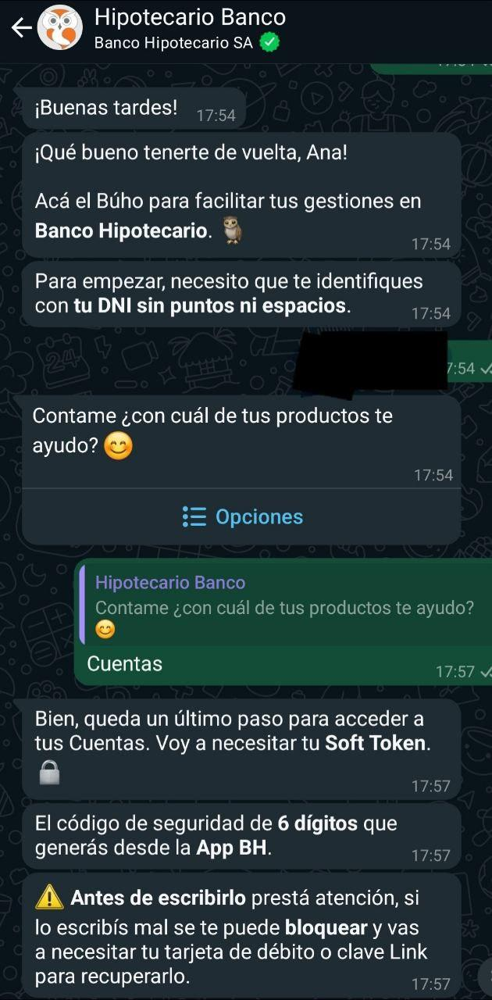 Hipotecario Banco
Banco Hipotecario SA
¡Buenas tardes! 17:54
¡Qué bueno tenerte de vuelta, Ana!
Acá el Búho para facilitar tus gestiones en
Banco Hipotecario.
17:54
Para empezar, necesito que te identifiques
con tu DNI sin puntos ni espacios.
17:54
7:54
Contame ¿con cuál de tus productos te
ayudo?
17:54
Opciones
Hipotecario Banco
Contame ¿con cuál de tus productos te ayudo?
Cuentas
17:57
Bien, queda un último paso para acceder a
tus Cuentas. Voy a necesitar tu Soft Token.
17:57
El código de seguridad de 6 dígitos que
generás desde la App BH.
17:57
Antes de escribirlo prestá atención, si
lo escribís mal se te puede bloquear y vas
a necesitar tu tarjeta de débito o clave Link
para recuperarlo.
17:57